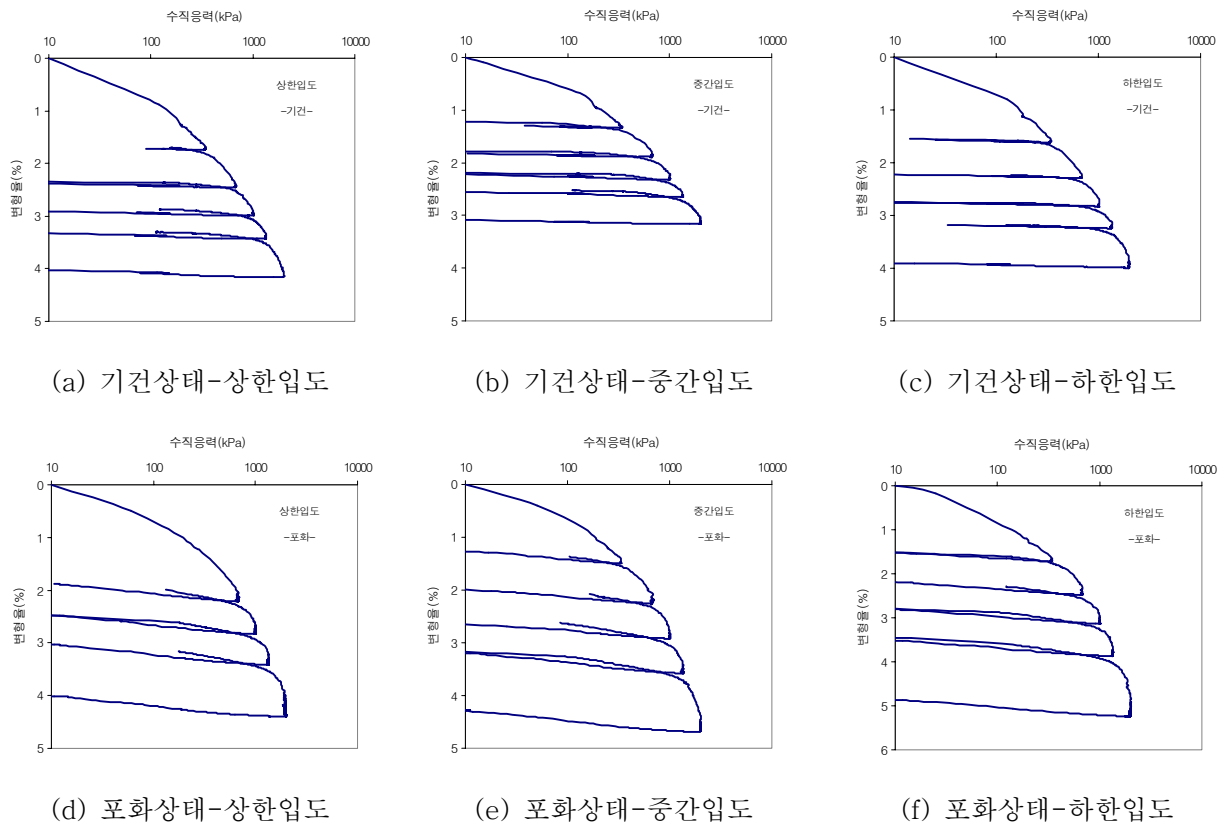 수직응력(kPa)
10 100 1000 10000
0
1
2
3
4
5
변형율(%)
상한입도
-기건-
(a) 기건상태-상한입도
수직응력(kPa)
10 100 1000 10000
0
1
2
3
4
5
변형율(%)
중간입도
-기건-
(b) 기건상태-중간입도
수직응력(kPa)
10 100 1000 10000
0
1
2
3
4
5
변형율(%)
하한입도
-기건-
(c) 기건상태-하한입도
수직응력(kPa)
10 100 1000 10000
0
1
2
3
4
5
변형율(%)
상한입도
-포화-
(d) 포화상태-상한입도
수직응력(kPa)
10 100 1000 10000
0
1
2
3
4
5
변형율(%)
중간입도
-포화-
(e) 포화상태-중간입도
수직응력(kPa)
10 100 1000 10000
0
1
2
3
4
5
6
변형율(%)
하한입도
-포화-
(f) 포화상태-하한입도